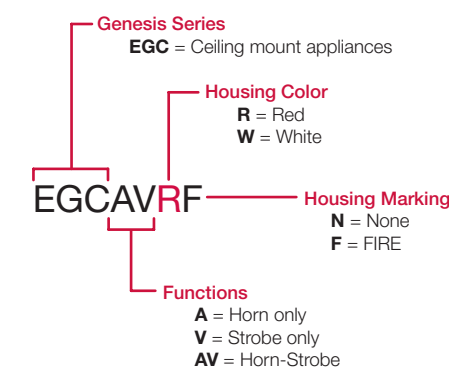 Genesis Series
EGC = Ceiling mount appliances
Housing Color
R = Red
W = White
EGCAVRF
Housing Marking
N = None
F = FIRE
Functions
A = Horn only
V = Strobe only
AV = Horn-Strobe